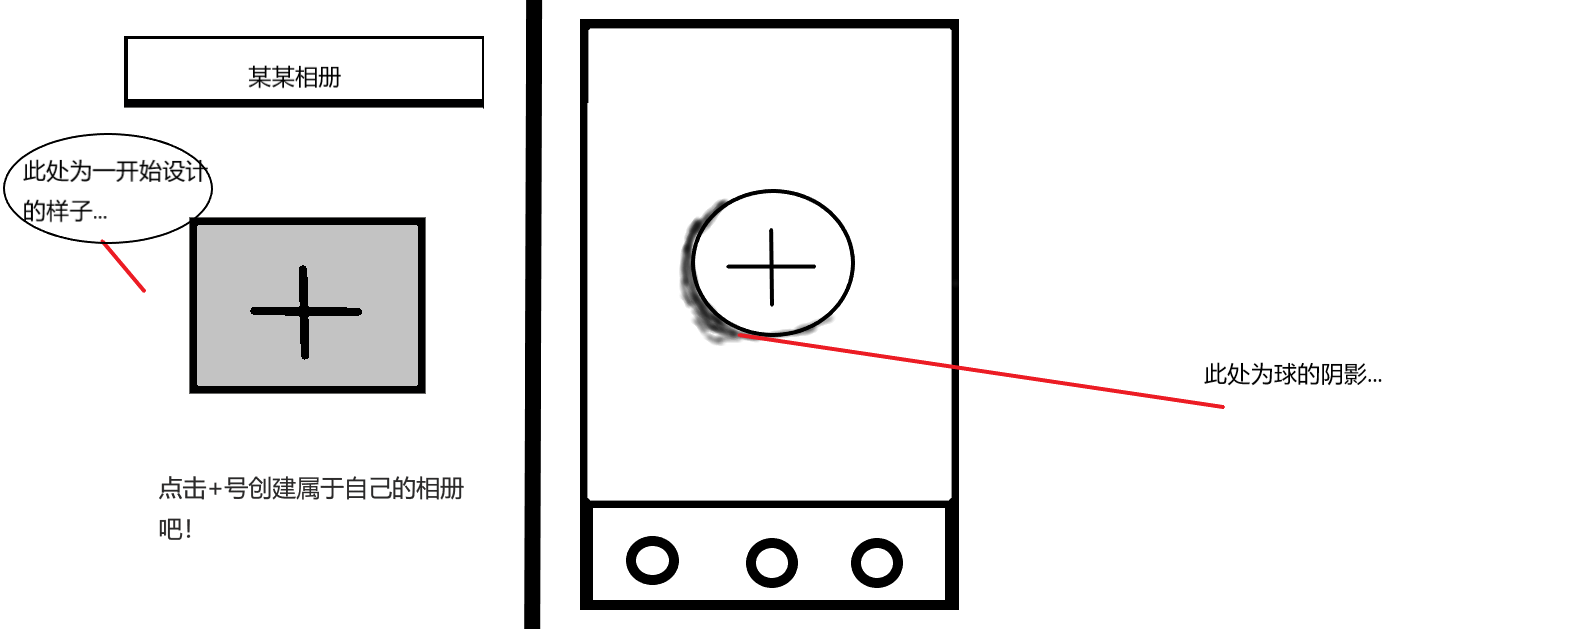 某某相册
此处为一开始设计
的样子...
点击+号创建属于自己的相册
吧!
此处为球的阴影...